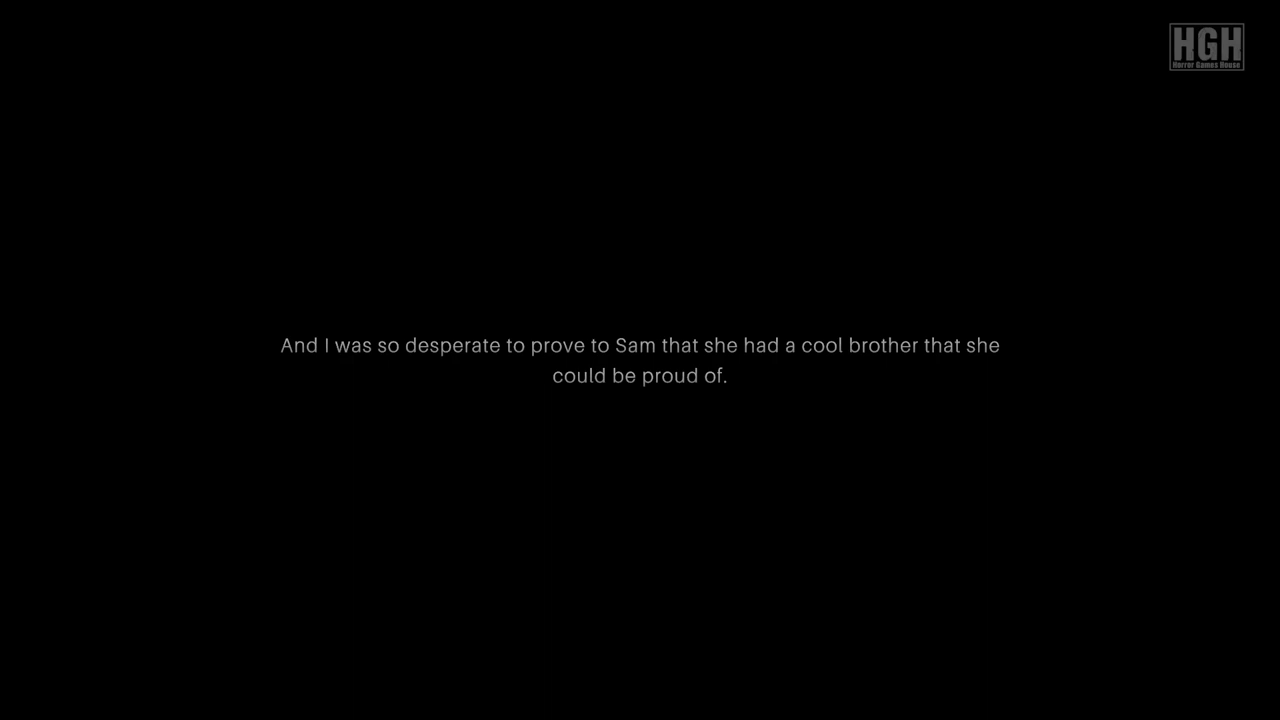 HGH
Horror Games House
And I was so desperate to prove to Sam that she had a cool brother that she
could be proud of.